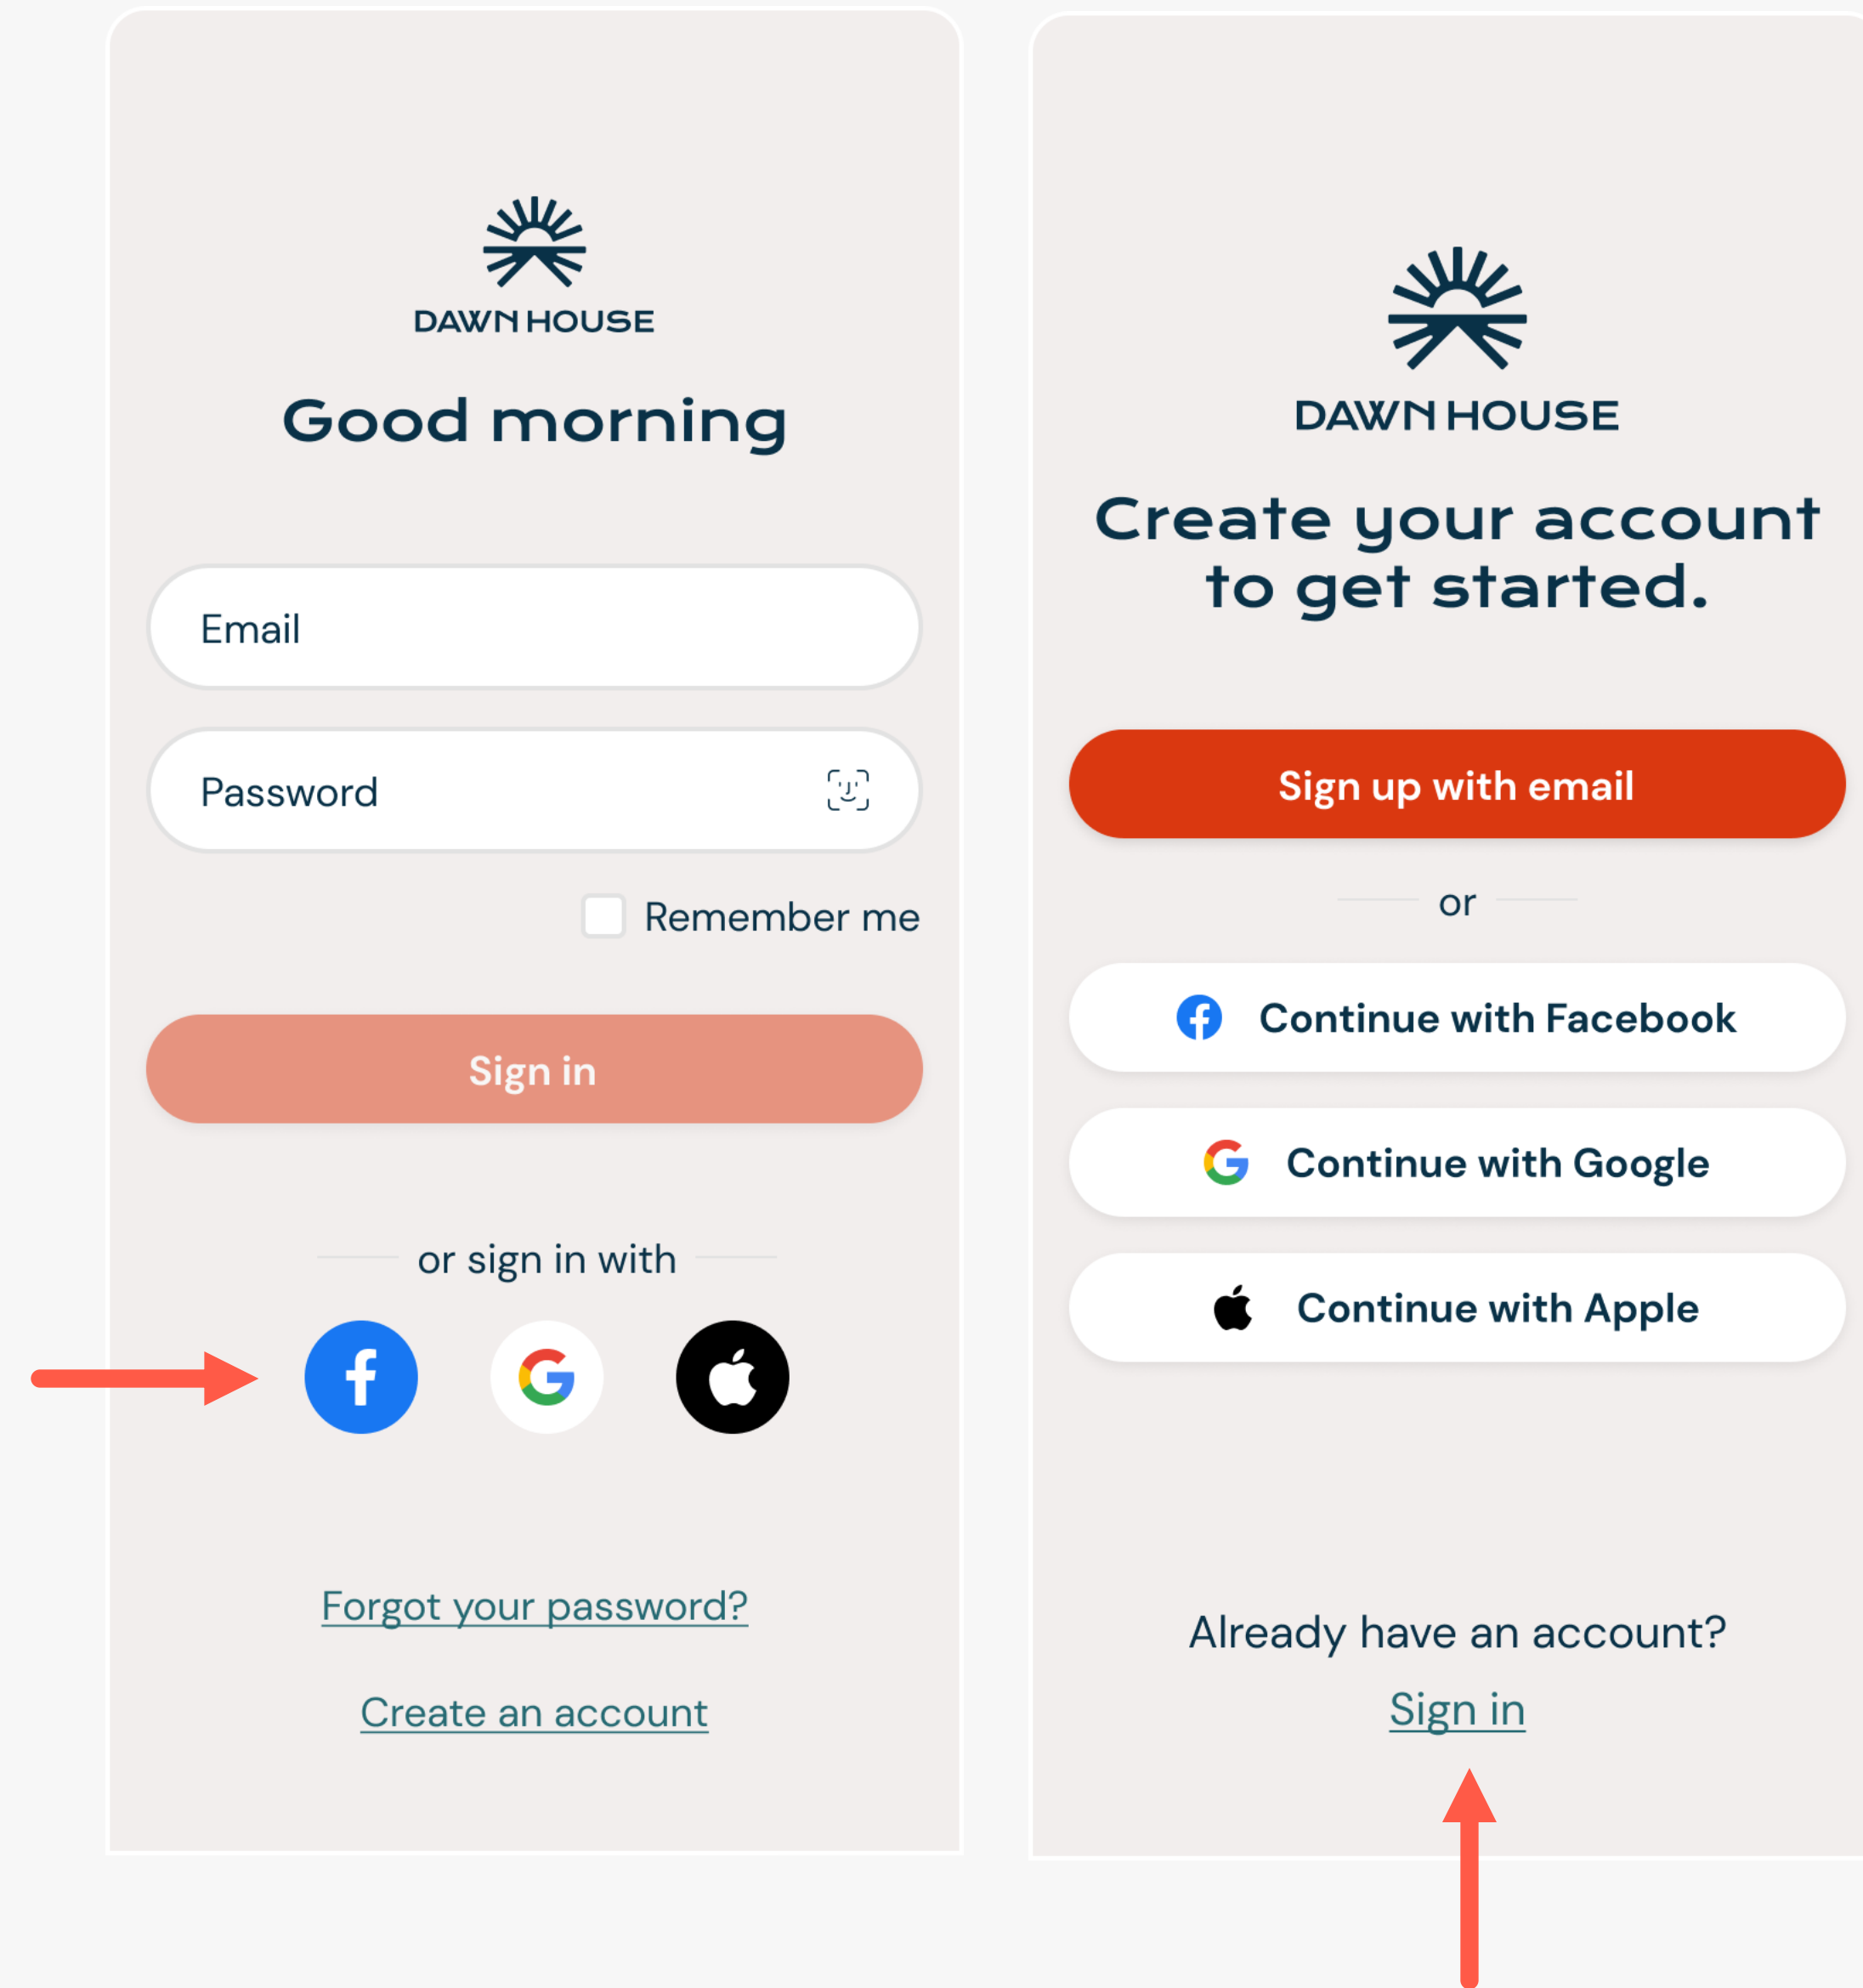 DAWN HOUSE
Good morning
Email
Password
Remember me
Sign in
or sign in with
Forgot your password?
Create an account
DAWN HOUSE
Create your account
to get started.
Sign up with email
or
Continue with Facebook
Continue with Google
Continue with Apple
Already have an account?
Sign in